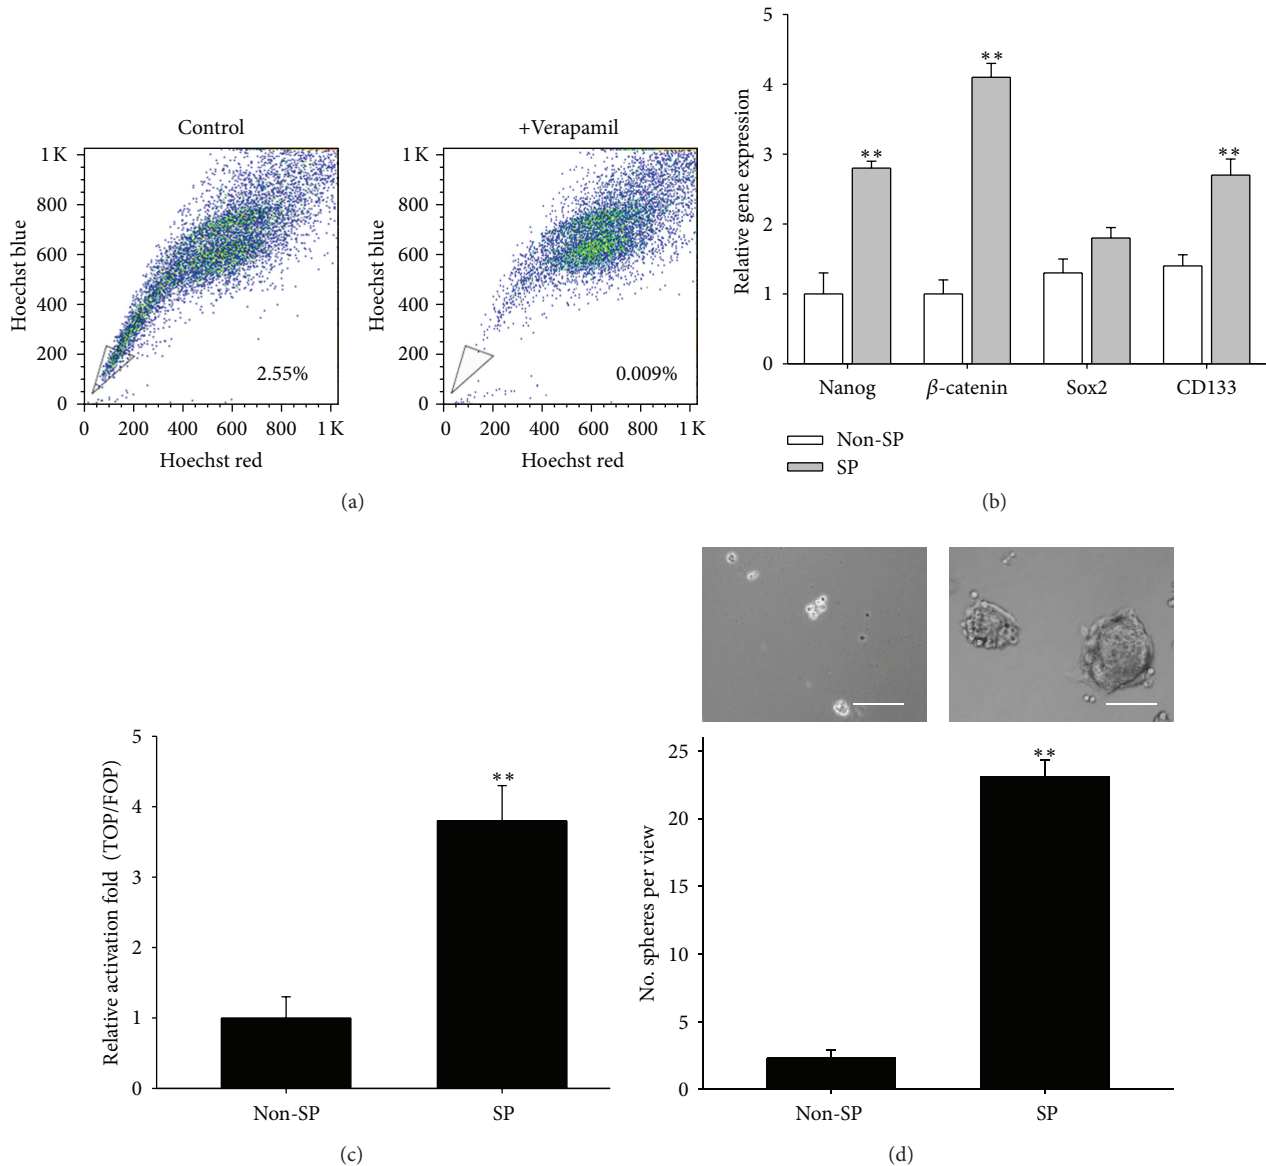 Control
Hoechst blue
1 K
800
600
400
200
0
2.55%
0 200 400 600 800 1 K
Hoechst red
+Verapamil
Hoechst blue
1 K
800
600
400
200
0
0.009%
0 200 400 600 800 1 K
Hoechst red
(a)
Relative gene expression
5
4
3
2
1
0
**
**
**
Nanog β-catenin Sox2 CD133
Non-SP
SP
(b)
Relative activation fold (TOP/FOP)
5
4
3
2
1
0
**
Non-SP SP
(c)
No. spheres per view
25
20
15
10
5
0
**
Non-SP SP
(d)